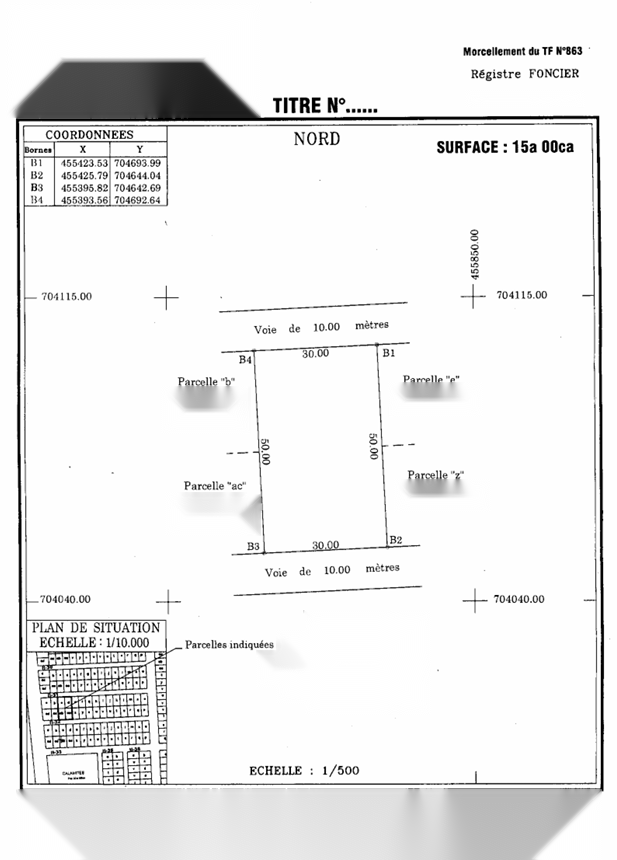 Morcellement du TF N°863
Régistre FONCIER
TITRE N°......
COORDONNEES
Bornes X Y
B1 455423.53 704693.99
B2 455425.79 704644.04
B3 455395.82 704642.69
B4 455393.56 704692.64
NORD
SURFACE : 15a 00ca
455850.00
704115.00
704115.00
Voie de 10.00 mètres
B4 30.00 B1
Parcelle "b"
Parcelle "e"
50.00
50.00
Parcelle "ac"
Parcelle "z"
B3 30.00 B2
Voie de 10.00 mètres
704040.00
704040.00
PLAN DE SITUATION
ECHELLE : 1/10.000
Parcelles indiquées
ECHELLE : 1/500